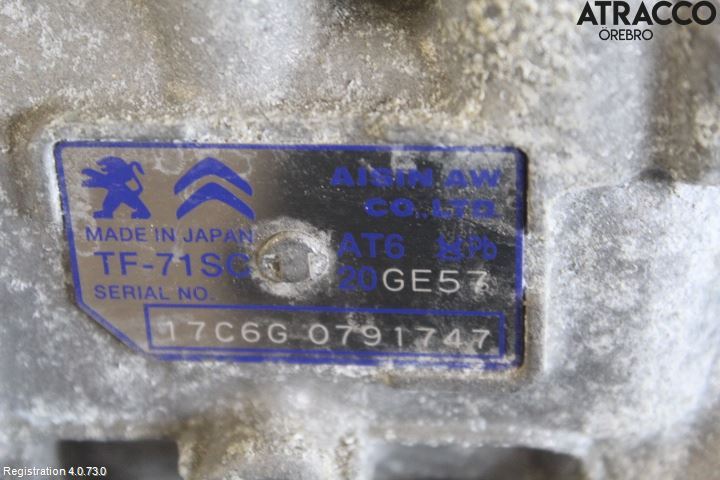 ATRACCO
ÖREBRO
AISIN AW
CO.,LTD.
MADE IN JAPAN
AT6 Pb
TF-71SC
20GE57
SERIAL NO.
17C6G 0791747
Registration 4.0.73.0